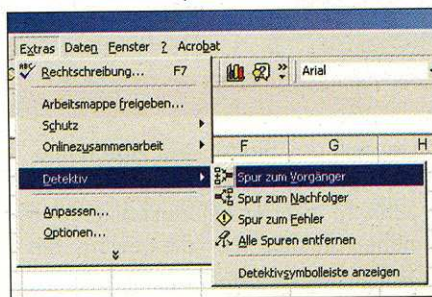 Extras Daten Fenster ? Acrobat
ABC Rechtschreibung... F7
Arial
Arbeitsmappe freigeben...
Schutz
Onlinezusammenarbeit
F G H
Detektiv
Spur zum Vorgänger
Spur zum Nachfolger
Anpassen...
Spur zum Fehler
Optionen...
Alle Spuren entfernen
Detektivsymbolleiste anzeigen